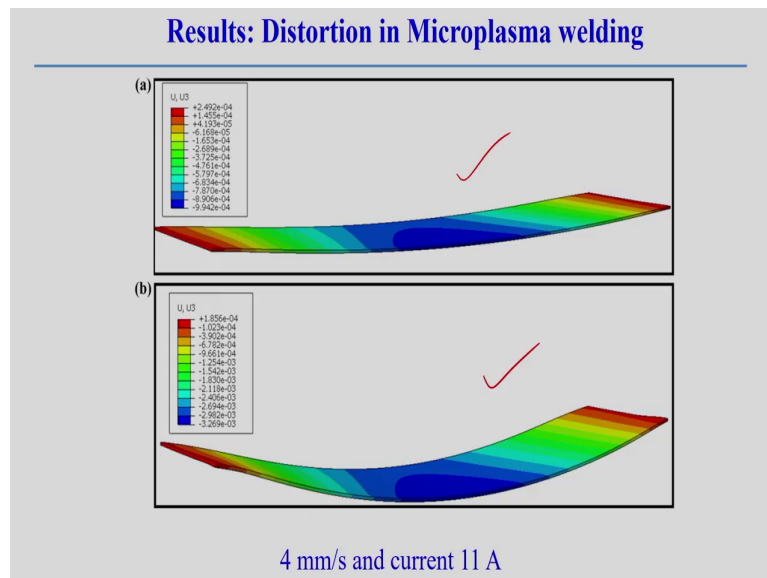 Results: Distortion in Microplasma welding
(a)
U, U3
+2.492e-04
+1.455e-04
+4.193e-05
-6.168e-05
-1.653e-04
-2.689e-04
-3.725e-04
-4.761e-04
-5.797e-04
-6.834e-04
-7.870e-04
-8.906e-04
-9.942e-04
(b)
U, U3
+1.856e-04
-1.023e-04
-3.902e-04
-6.782e-04
-9.661e-04
-1.254e-03
-1.542e-03
-1.830e-03
-2.118e-03
-2.406e-03
-2.694e-03
-2.982e-03
-3.269e-03
4 mm/s and current 11 A